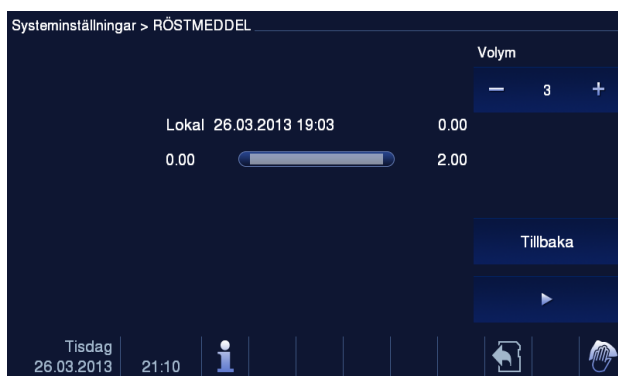 Systeminställningar > RÖSTMEDDEL
Volym
— 3 +
Lokal 26.03.2013 19:03 0.00
0.00 2.00
Tillbaka
Tisdag
26.03.2013 21:10